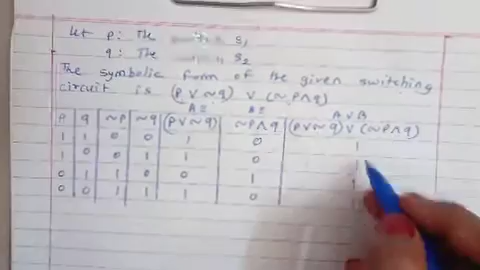 Let p : The S₁
q : The S₂
The symbolic form of the given switching
circuit is (p ∨ ~q) ∨ (~p ∧ q)
A ≡ B ≡ A ∨ B
p q ~p ~q (p ∨ ~q) ~p ∧ q (p ∨ ~q) ∨ (~p ∧ q)
1 1 0 0 1 0 1
1 0 0 1 1 0 1
0 1 1 0 0 1 1
0 0 1 1 1 0